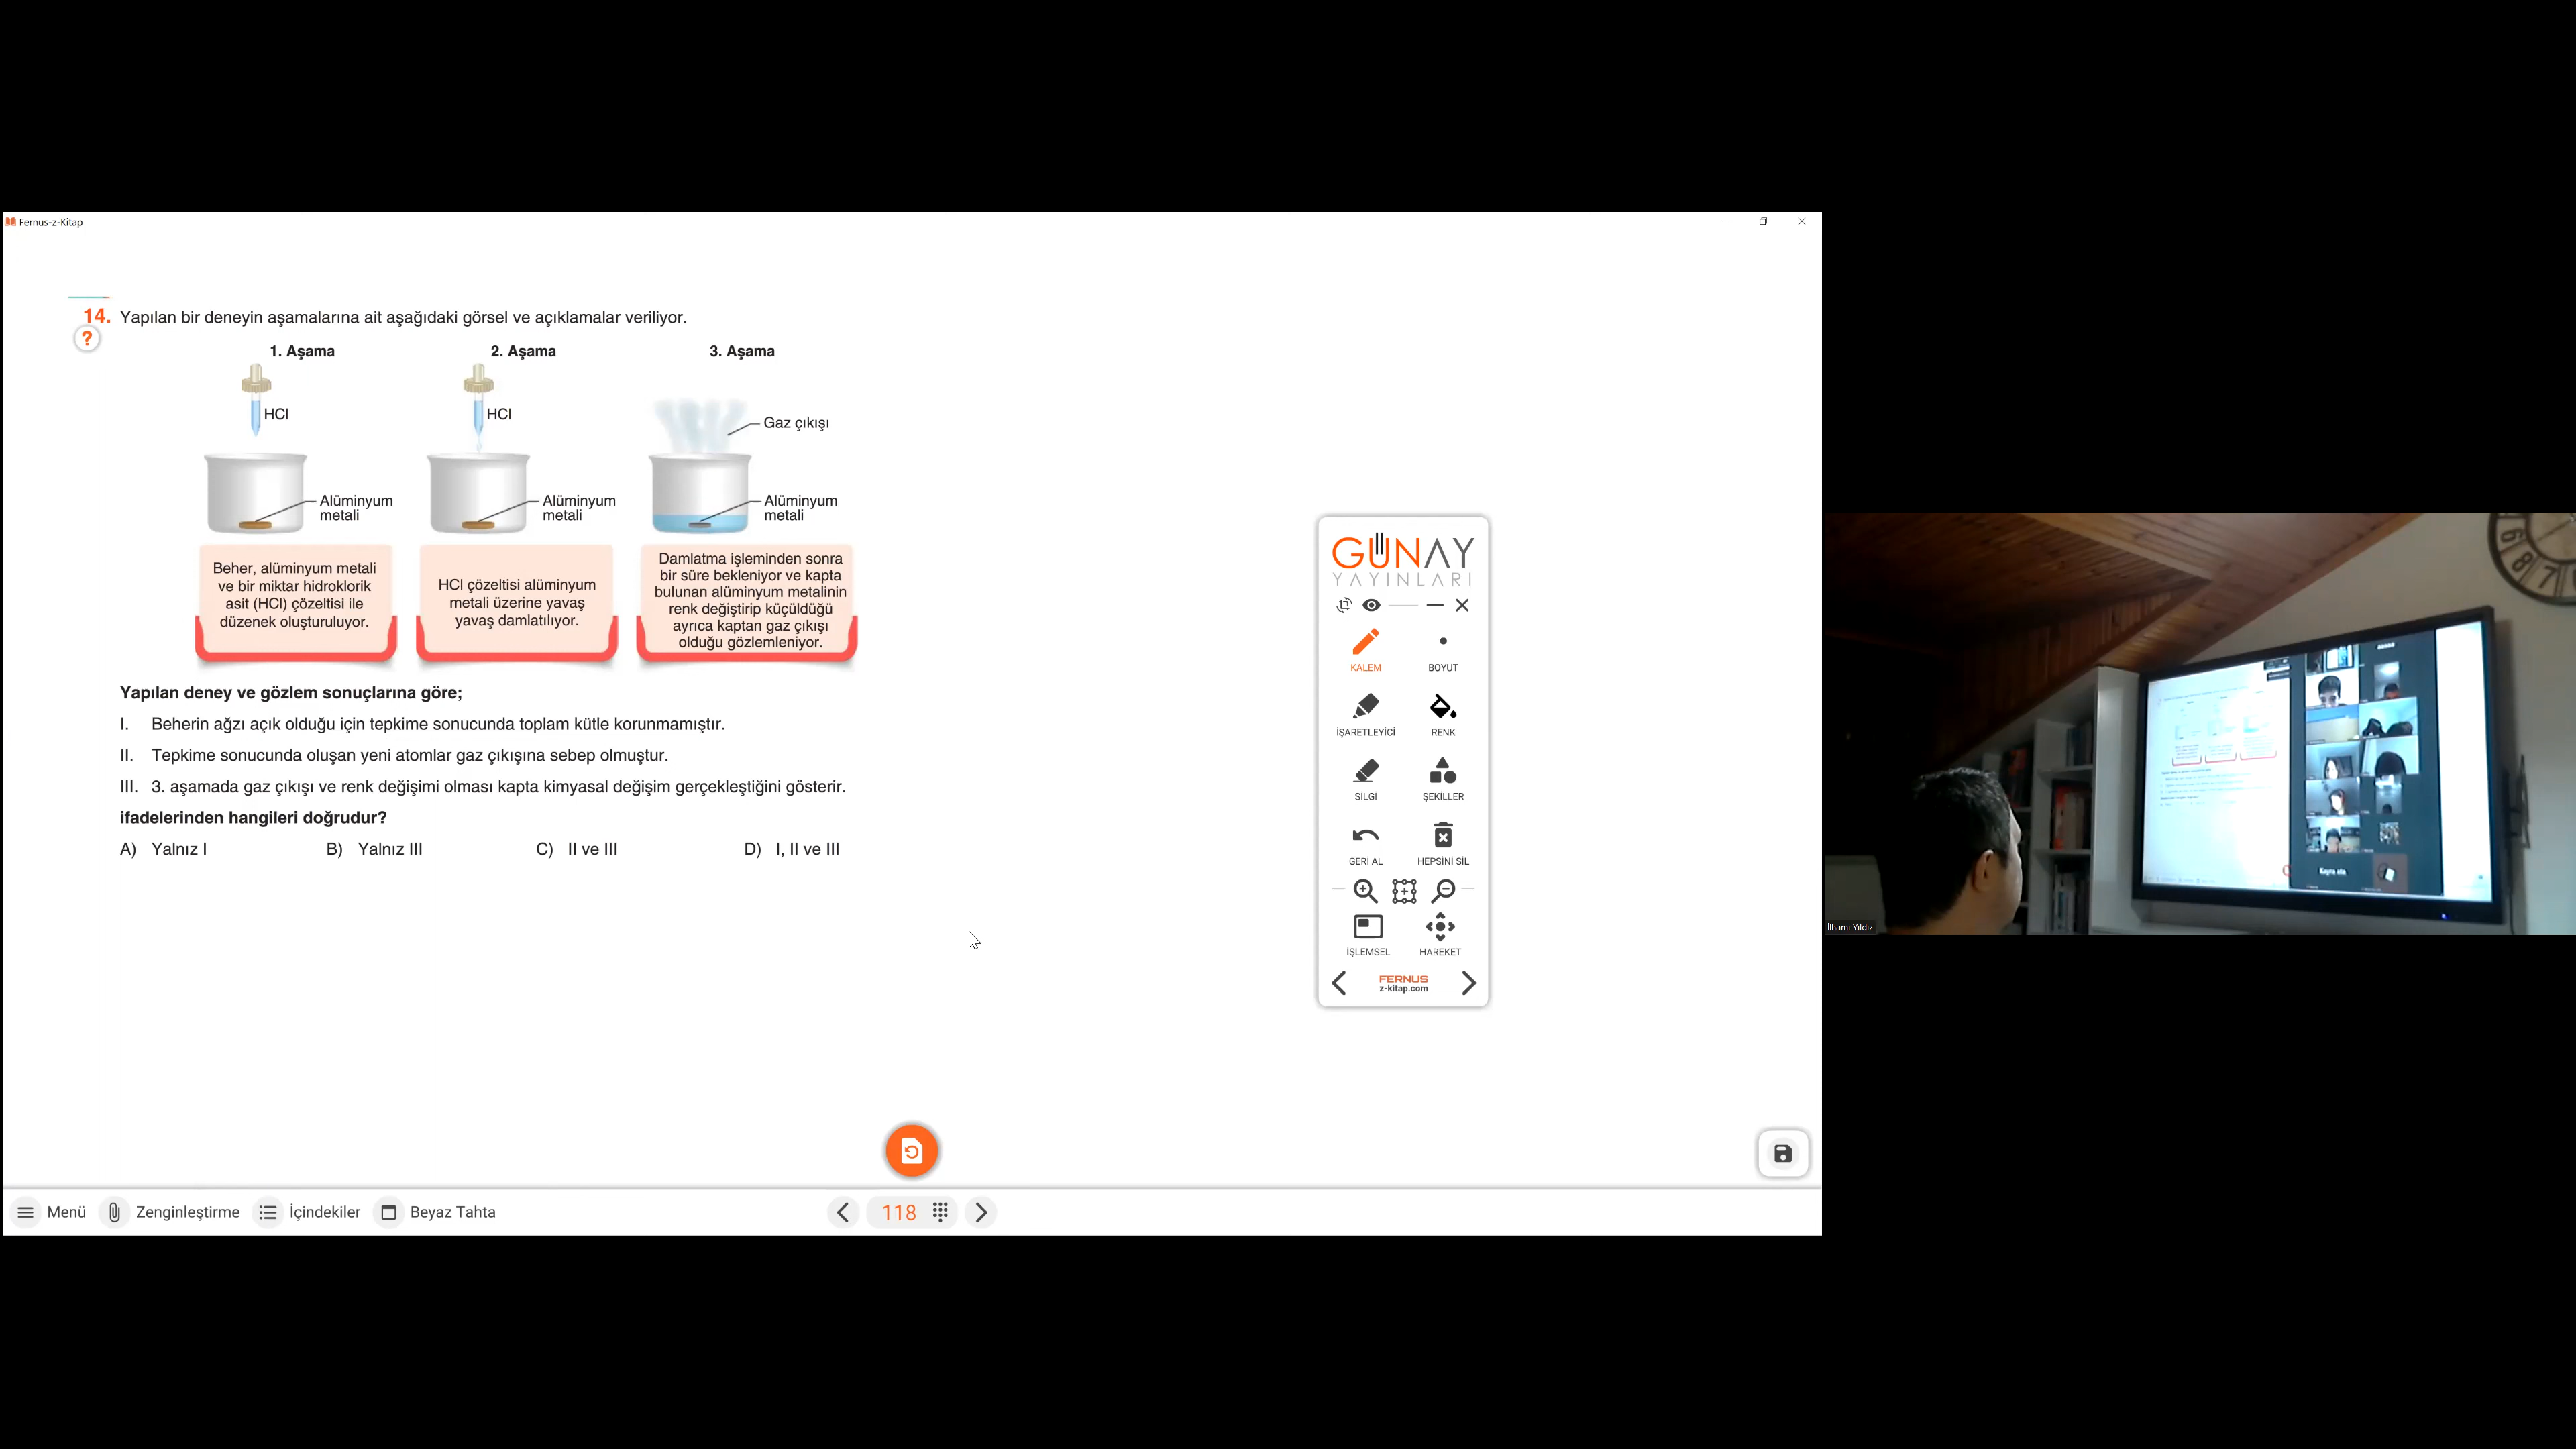 Fernus-z-Kitap
14. Yapılan bir deneyin aşamalarına ait aşağıdaki görsel ve açıklamalar veriliyor.
?
1. Aşama
2. Aşama
3. Aşama
HCl
HCl
Gaz çıkışı
Alüminyum
metali
Alüminyum
metali
Alüminyum
metali
Beher, alüminyum metali
ve bir miktar hidroklorik
asit (HCl) çözeltisi ile
düzenek oluşturuluyor.
HCl çözeltisi alüminyum
metali üzerine yavaş
yavaş damlatılıyor.
Damlatma işleminden sonra
bir süre bekleniyor ve kapta
bulunan alüminyum metalinin
renk değiştirip küçüldüğü
ayrıca kaptan gaz çıkışı
olduğu gözlemleniyor.
Yapılan deney ve gözlem sonuçlarına göre;
I. Beherin ağzı açık olduğu için tepkime sonucunda toplam kütle korunmamıştır.
II. Tepkime sonucunda oluşan yeni atomlar gaz çıkışına sebep olmuştur.
III. 3. aşamada gaz çıkışı ve renk değişimi olması kapta kimyasal değişim gerçekleştiğini gösterir.
ifadelerinden hangileri doğrudur?
A) Yalnız I B) Yalnız III C) II ve III D) I, II ve III
GÜNAY
YAYINLARI
KALEM BOYUT
İŞARETLEYİCİ RENK
SİLGİ ŞEKİLLER
GERİ AL HEPSİNİ SİL
İŞLEMSEL HAREKET
FERNUS
z-kitap.com
Menü Zenginleştirme İçindekiler Beyaz Tahta 118
İlhami Yıldız